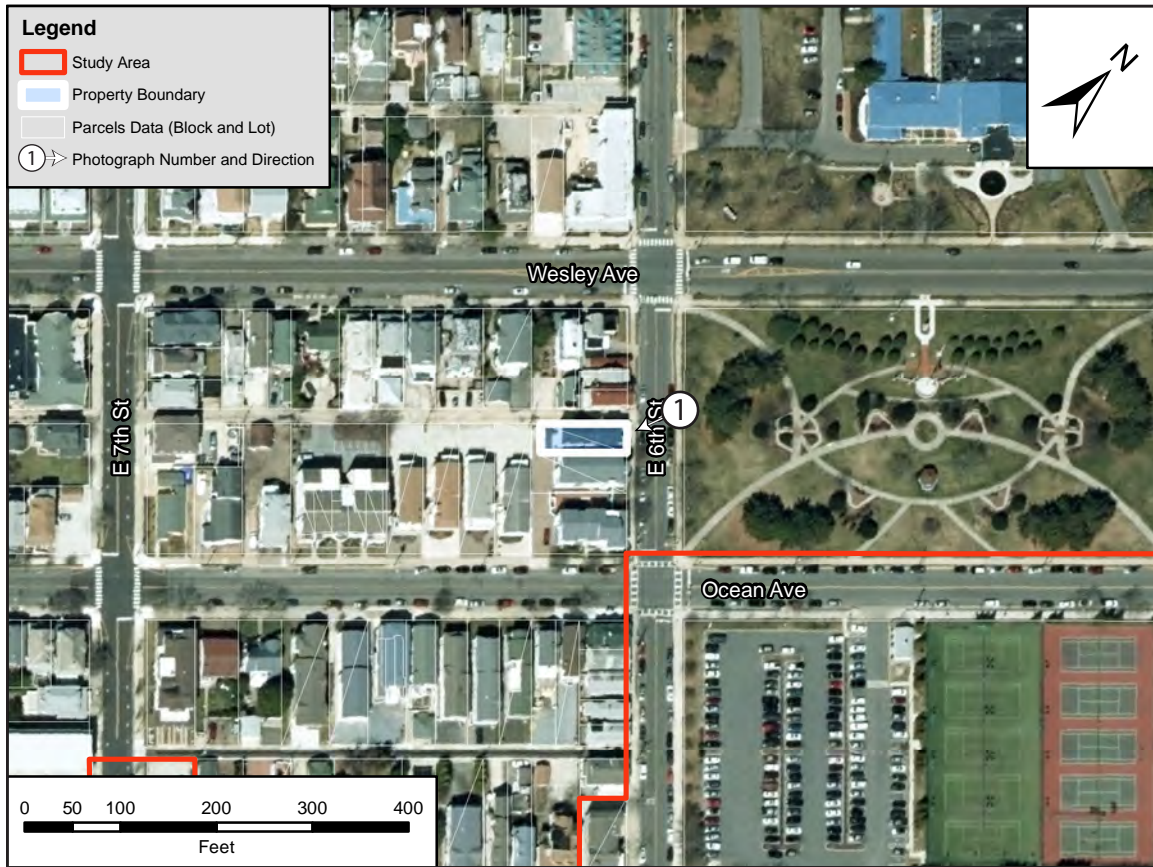 Legend
Study Area
Property Boundary
Parcels Data (Block and Lot)
1 Photograph Number and Direction
N
Wesley Ave
E 7th St
E 6th St
1
Ocean Ave
0 50 100 200 300 400
Feet